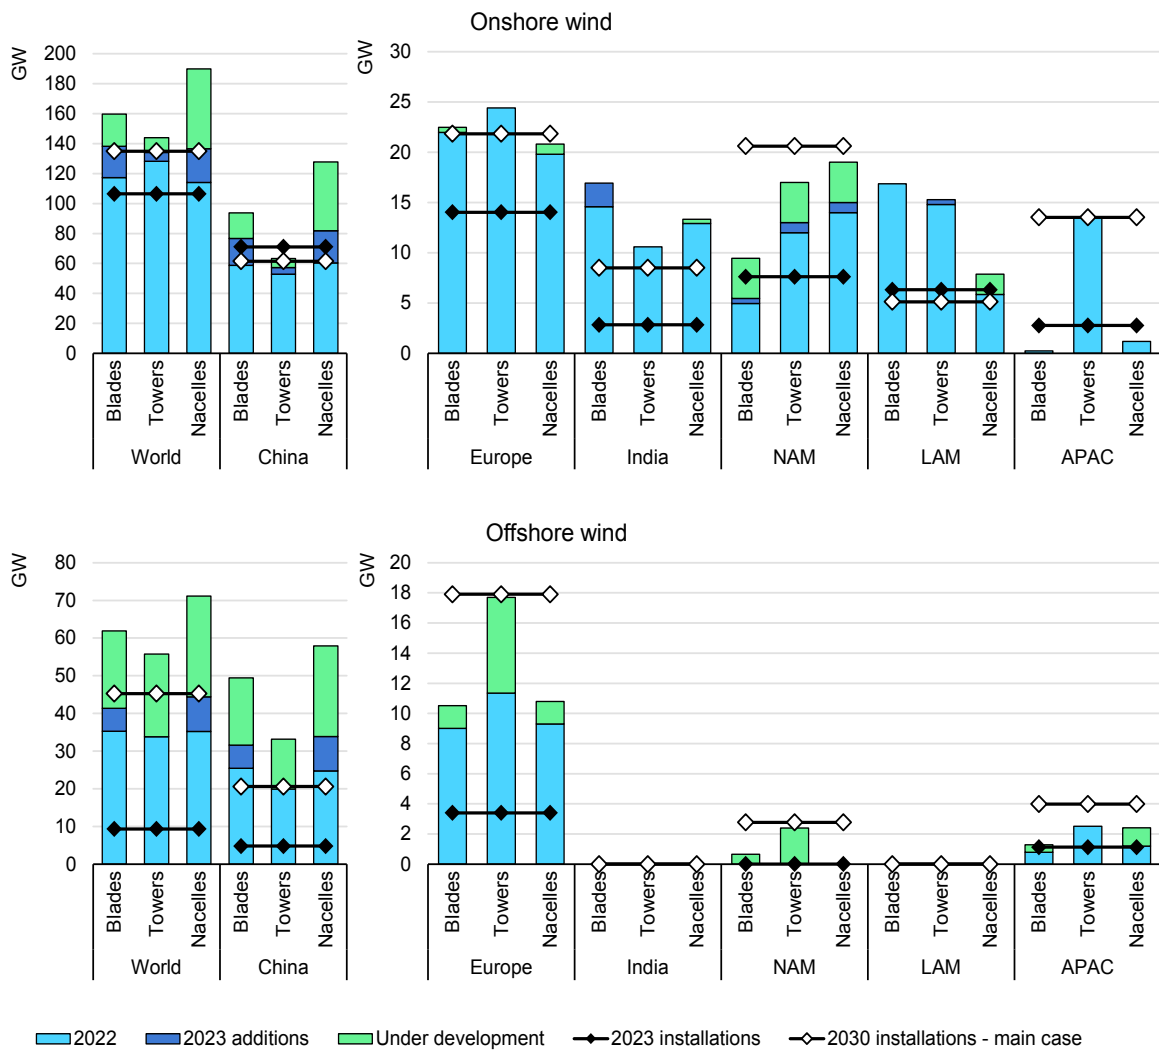 Onshore wind
GW
200
180
160
140
120
100
80
60
40
20
0
Blades
Towers
Nacelles
Blades
Towers
Nacelles
World
China
GW
30
25
20
15
10
5
0
Blades
Towers
Nacelles
Blades
Towers
Nacelles
Blades
Towers
Nacelles
Blades
Towers
Nacelles
Blades
Towers
Nacelles
Europe
India
NAM
LAM
APAC
Offshore wind
GW
80
70
60
50
40
30
20
10
0
Blades
Towers
Nacelles
Blades
Towers
Nacelles
World
China
GW
20
18
16
14
12
10
8
6
4
2
0
Blades
Towers
Nacelles
Blades
Towers
Nacelles
Blades
Towers
Nacelles
Blades
Towers
Nacelles
Blades
Towers
Nacelles
Europe
India
NAM
LAM
APAC
2022
2023 additions
Under development
2023 installations
2030 installations - main case